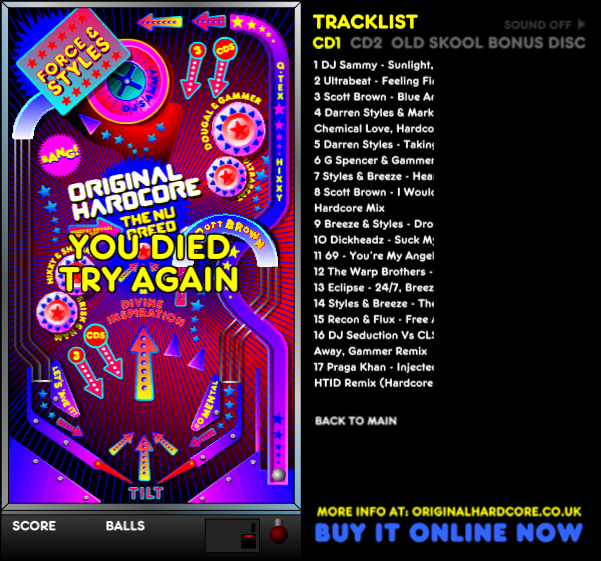 FORCE &
STYLES
DJ SAMMY
3
CDS
Q-TEX
HIXXY
DOUGAL & GAMMER
ULTRABEAT
BANG!
ORIGINAL
HARDCORE
THE NU
BREED
SCOTT BROWN
YOU DIED
TRY AGAIN
DIVINE
INSPIRATION
3
CDS
LET'S 'AVE IT!
GO MENTAL
TILT
SCORE
BALLS
TRACKLIST
SOUND OFF
CD1 CD2 OLD SKOOL BONUS DISC
1 DJ Sammy - Sunlight,
2 Ultrabeat - Feeling Fi
3 Scott Brown - Blue A
4 Darren Styles & Mark
Chemical Love, Hardco
5 Darren Styles - Taking
6 G Spencer & Gammer
7 Styles & Breeze - Hea
8 Scott Brown - I Would
Hardcore Mix
9 Breeze & Styles - Dro
10 Dickheadz - Suck My
11 69 - You're My Angel
12 The Warp Brothers -
13 Eclipse - 24/7, Breez
14 Styles & Breeze - The
15 Recon & Flux - Free
16 DJ Seduction Vs CLS
Away, Gammer Remix
17 Praga Khan - Injected
HTID Remix (Hardcore
BACK TO MAIN
MORE INFO AT: ORIGINALHARDCORE.CO.UK
BUY IT ONLINE NOW